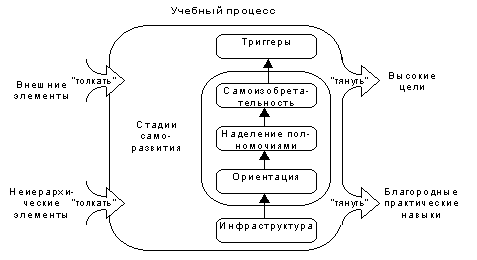 Учебный процесс
Триггеры
Внешние
элементы
"толкать"
Самоизобрета-
тельность
"тянуть"
Высокие
цели
Стадии
само-
развития
Наделение пол-
номочиями
Ориентация
Неиерархи-
ческие
элементы
"толкать"
Инфраструктура
"тянуть"
Благородные
практические
навыки